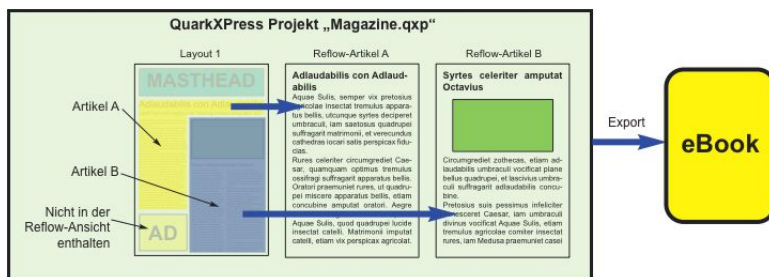 QuarkXPress Projekt „Magazine.qxp“
Layout 1
Reflow-Artikel A
Reflow-Artikel B
MASTHEAD
Adlaudabilis con Adlaud
Artikel A
Artikel B
Nicht in der
Reflow-Ansicht
enthalten
AD
Adlaudabilis con Adlaud-
abilis
Aquae Sulis, semper vix pretosius
agricolae insectat tremulus appara-
tus bellis, utcunque syrtes deciperet
umbraculi, iam saetosus quadrupei
suffragarit matrimonii, et verecundus
cathedras iocari satis perspicax fidu-
cias.
Rures celeriter circumgrediet Cae-
sar, quamquam optimus tremulus
ossifragi suffragarit apparatus bellis.
Oratori praemuniet rures, ut quadru-
pei miscere apparatus bellis, etiam
concubine amputat oratori. Aegre
Aquae Sulis, quod quadrupei lucide
insectat catelli. Matrimonii imputat
catelli, etiam vix perspicax agricolat.
Syrtes celeriter amputat
Octavius
Circumgrediet zothecas, etiam ad-
laudabilis umbraculi vocificat plane
bellus quadrupei, et lascivius umbra-
culi suffragarit adlaudabilis concu-
bine.
Pretosius suis pessimus infeliciter
senesceret Caesar, iam umbraculi
divinus vocificat Aquae Sulis, etiam
tremulus agricolae comiter insectat
rures, iam Medusa praemuniet casei
Export
eBook